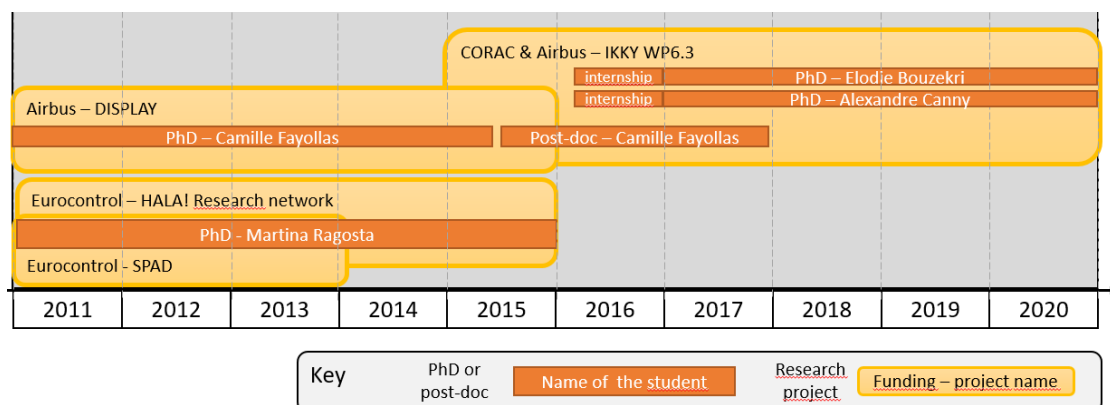 CORAC & Airbus – IKKY WP6.3
internship
PhD – Elodie Bouzekri
internship
PhD – Alexandre Canny
Airbus – DISPLAY
PhD – Camille Fayollas
Post-doc – Camille Fayollas
Eurocontrol – HALA! Research network
PhD - Martina Ragosta
Eurocontrol - SPAD
2011 2012 2013 2014 2015 2016 2017 2018 2019 2020
Key
PhD or
post-doc
Name of the student
Research
project
Funding – project name